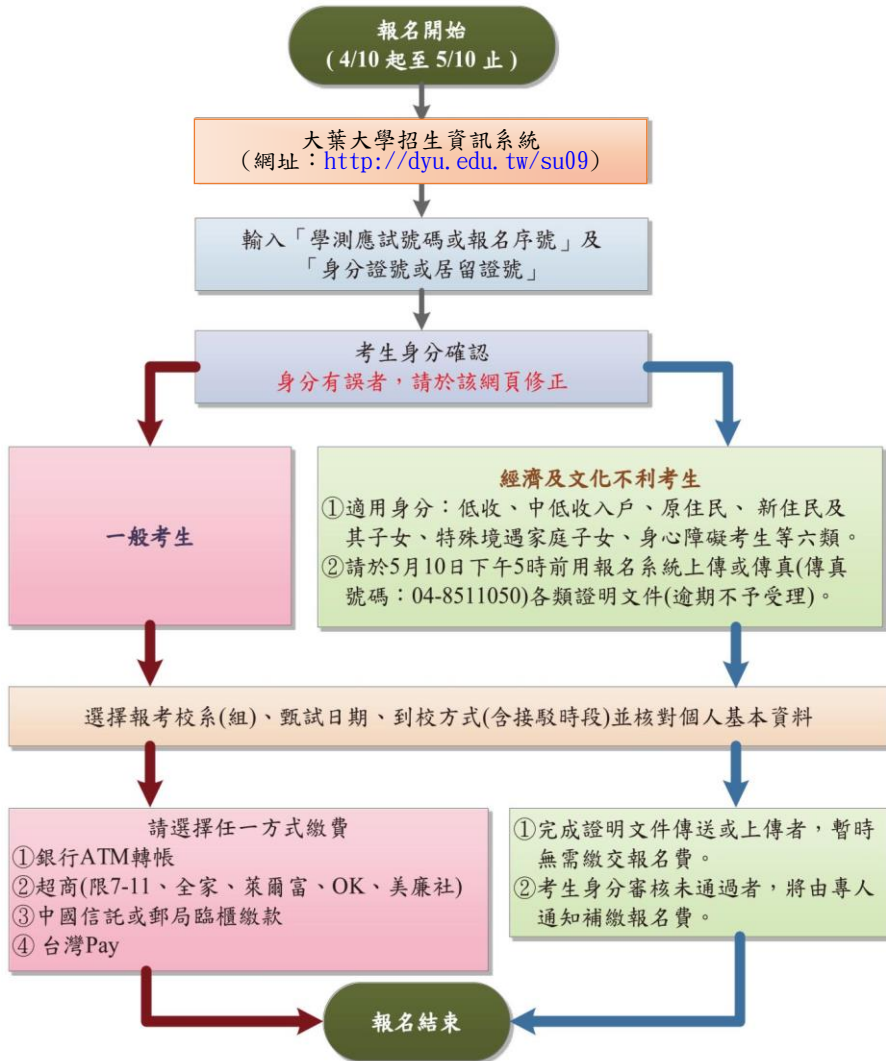 報名開始
( 4/10 起至 5/10 止 )
大葉大學招生資訊系統
(網址：http://dyu.edu.tw/su09)
輸入「學測應試號碼或報名序號」及
「身分證號或居留證號」
考生身分確認
身分有誤者，請於該網頁修正
一般考生
經濟及文化不利考生
①適用身分：低收、中低收入戶、原住民、 新住民及
其子女、特殊境遇家庭子女、身心障礙考生等六類。
②請於5月10日下午5時前用報名系統上傳或傳真(傳真
號碼：04-8511050)各類證明文件(逾期不予受理)。
選擇報考校系(組)、甄試日期、到校方式(含接駁時段)並核對個人基本資料
請選擇任一方式繳費
①銀行ATM轉帳
②超商(限7-11、全家、萊爾富、OK、美廉社)
③中國信託或郵局臨櫃繳款
④ 台灣Pay
①完成證明文件傳送或上傳者，暫時
無需繳交報名費。
②考生身分審核未通過者，將由專人
通知補繳報名費。
報名結束